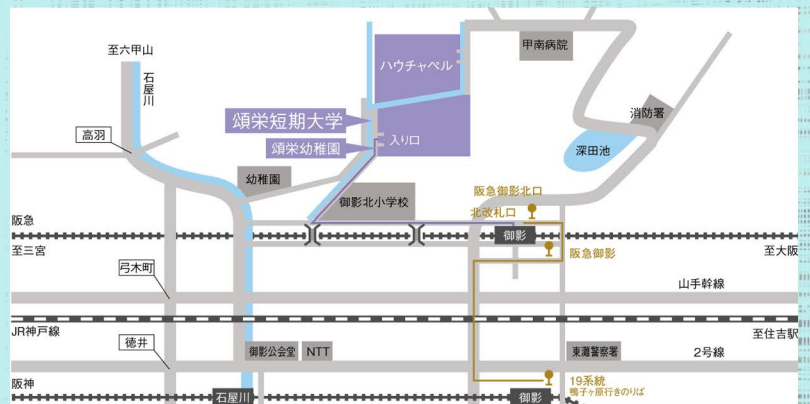 至六甲山
石屋川
甲南病院
ハウチャペル
消防署
高羽
頌栄短期大学
入り口
頌栄幼稚園
深田池
幼稚園
阪急御影北口
御影北小学校
北改札口
阪急
御影
至三宮
阪急御影
至大阪
弓木町
山手幹線
JR神戸線
至住吉駅
徳井
御影公会堂
NTT
東灘警察署
2号線
阪神
石屋川
御影
19系統
鴨子ヶ原行きのりば